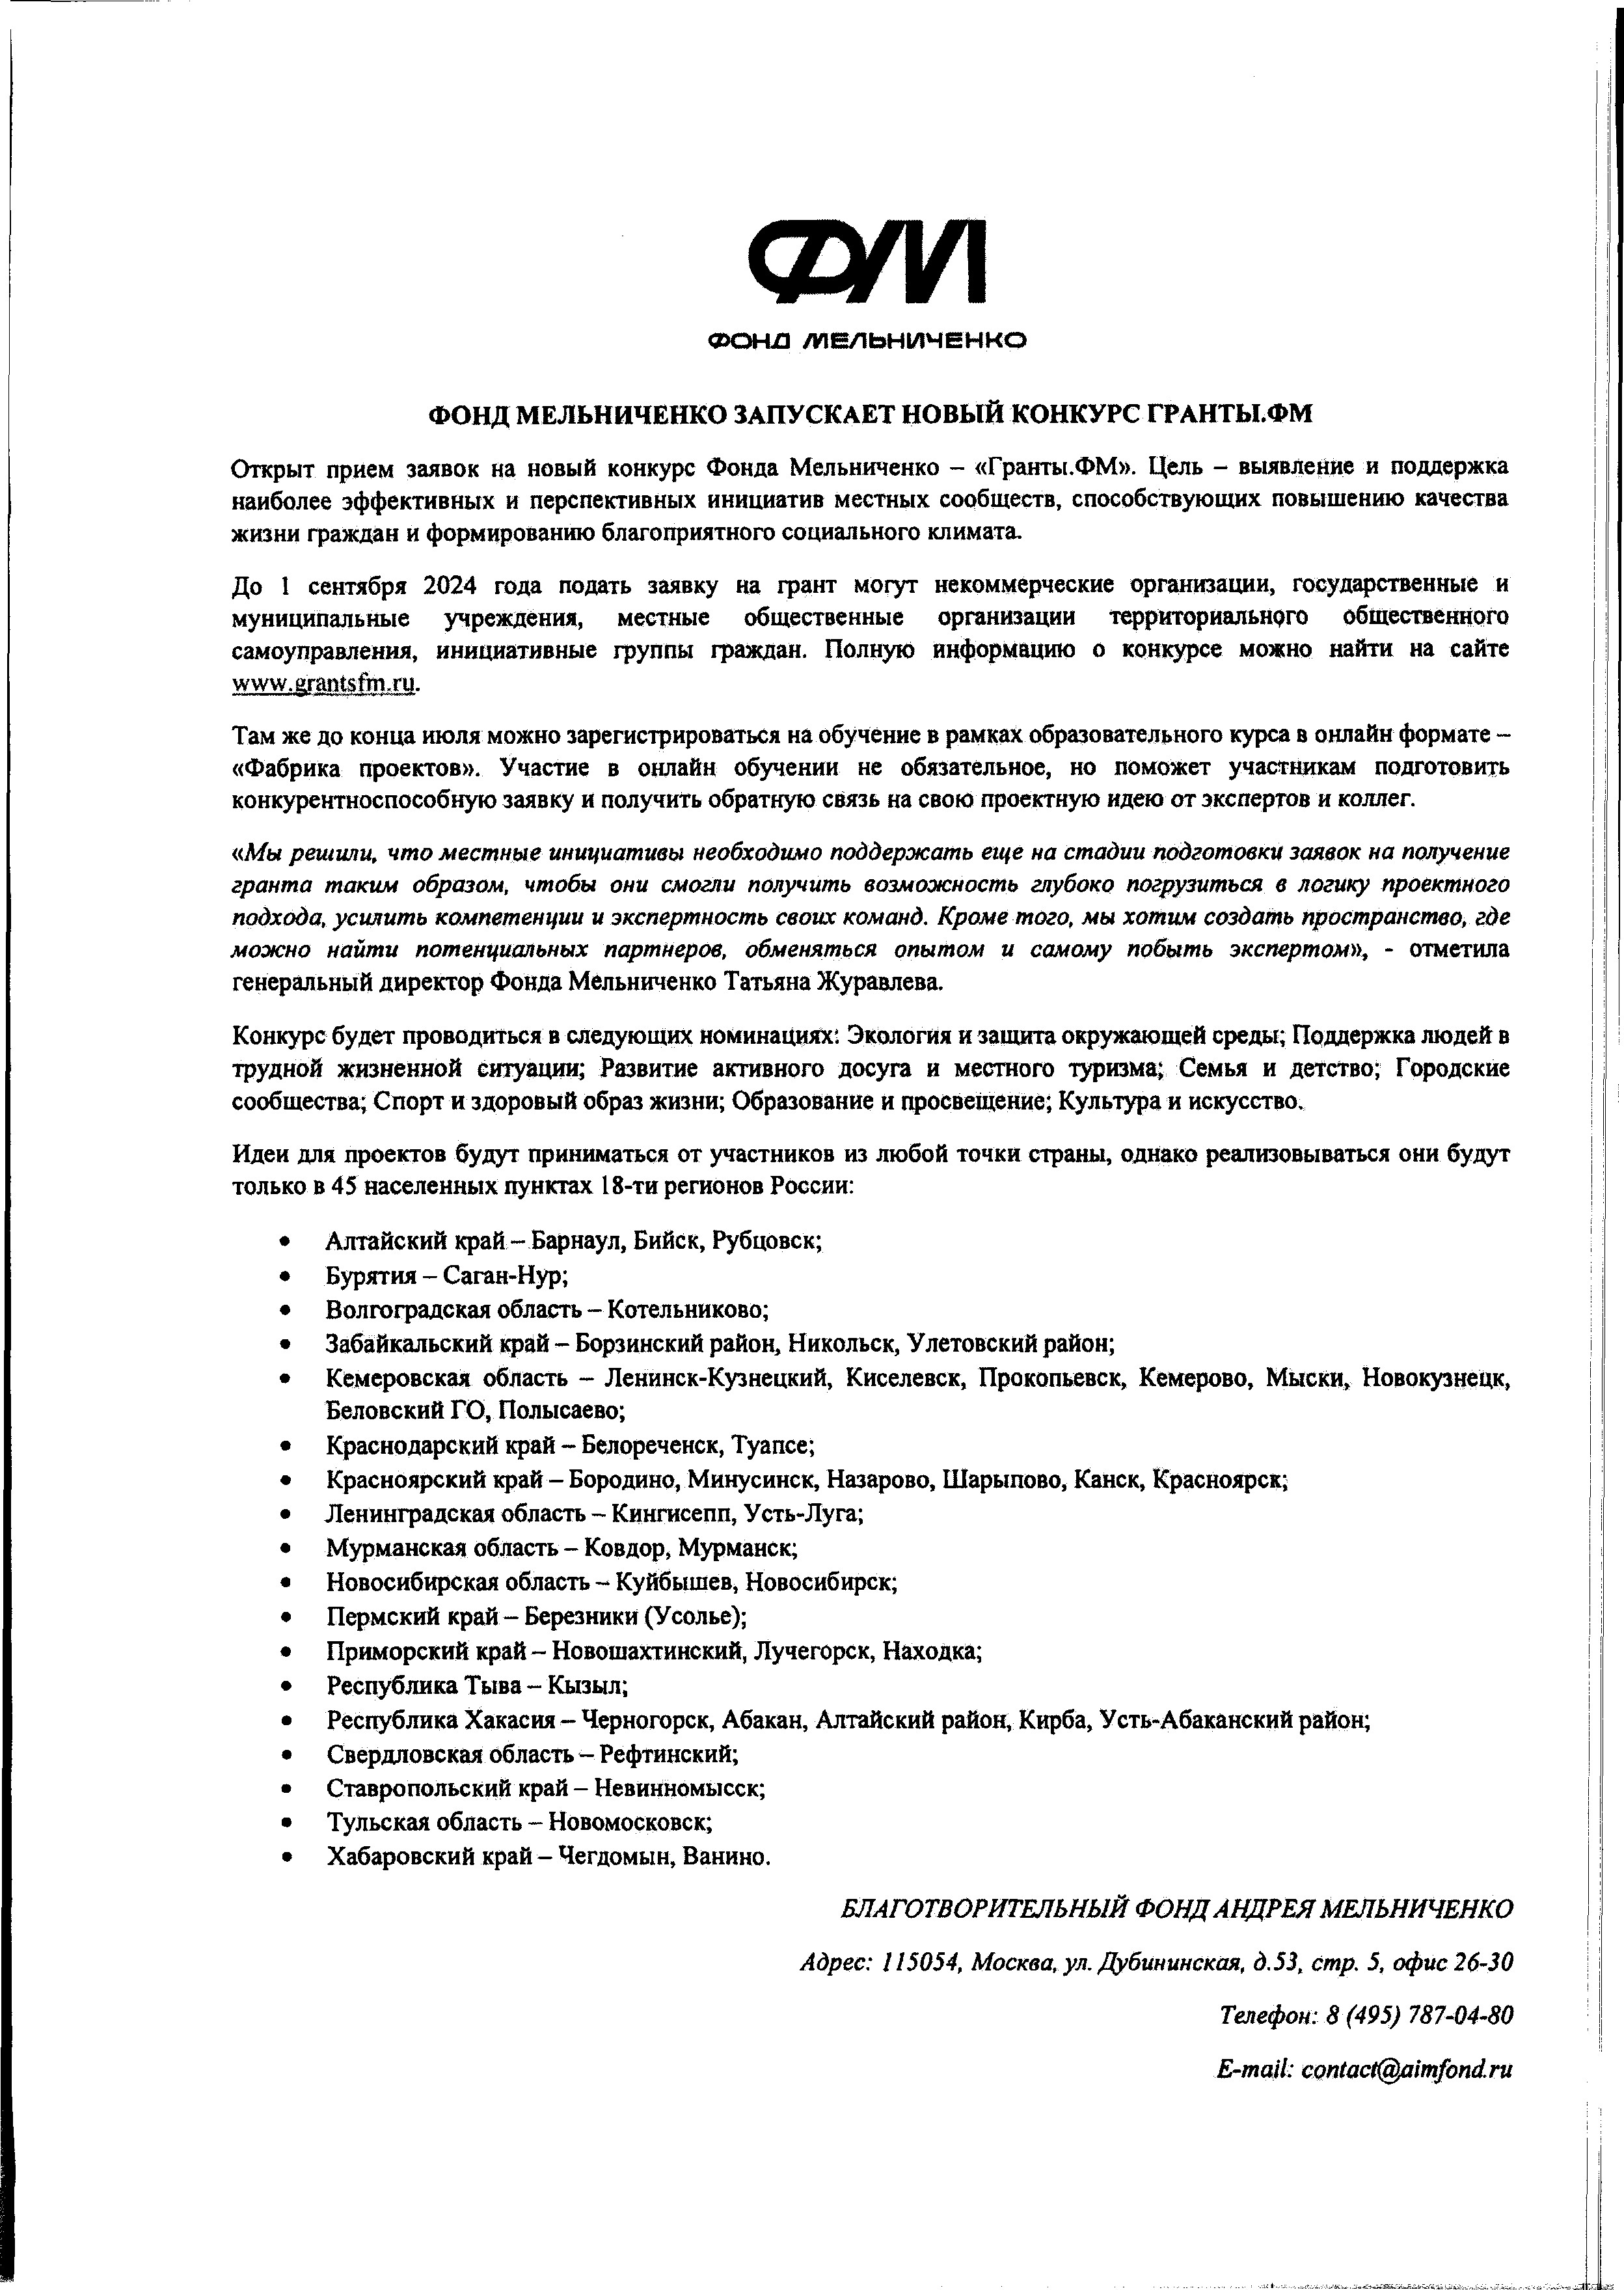 ФМ
ФОНД МЕЛЬНИЧЕНКО
ФОНД МЕЛЬНИЧЕНКО ЗАПУСКАЕТ НОВЫЙ КОНКУРС ГРАНТЫ.ФМ
Открыт прием заявок на новый конкурс Фонда Мельниченко – «Гранты.ФМ». Цель – выявление и поддержка
наиболее эффективных и перспективных инициатив местных сообществ, способствующих повышению качества
жизни граждан и формированию благоприятного социального климата.
До 1 сентября 2024 года подать заявку на грант могут некоммерческие организации, государственные и
муниципальные учреждения, местные общественные организации территориального общественного
самоуправления, инициативные группы граждан. Полную информацию о конкурсе можно найти на сайте
www.grantsfm.ru.
Там же до конца июля можно зарегистрироваться на обучение в рамках образовательного курса в онлайн формате –
«Фабрика проектов». Участие в онлайн обучении не обязательное, но поможет участникам подготовить
конкурентноспособную заявку и получить обратную связь на свою проектную идею от экспертов и коллег.
«Мы решили, что местные инициативы необходимо поддержать еще на стадии подготовки заявок на получение
гранта таким образом, чтобы они смогли получить возможность глубоко погрузиться в логику проектного
подхода, усилить компетенции и экспертность своих команд. Кроме того, мы хотим создать пространство, где
можно найти потенциальных партнеров, обменяться опытом и самому побыть экспертом», - отметила
генеральный директор Фонда Мельниченко Татьяна Журавлева.
Конкурс будет проводиться в следующих номинациях: Экология и защита окружающей среды; Поддержка людей в
трудной жизненной ситуации; Развитие активного досуга и местного туризма; Семья и детство; Городские
сообщества; Спорт и здоровый образ жизни; Образование и просвещение; Культура и искусство.
Идеи для проектов будут приниматься от участников из любой точки страны, однако реализовываться они будут
только в 45 населенных пунктах 18-ти регионов России:
• Алтайский край – Барнаул, Бийск, Рубцовск;
• Бурятия – Саган-Нур;
• Волгоградская область – Котельниково;
• Забайкальский край – Борзинский район, Никольск, Улетовский район;
• Кемеровская область – Ленинск-Кузнецкий, Киселевск, Прокопьевск, Кемерово, Мыски, Новокузнецк,
Беловский ГО, Полысаево;
• Краснодарский край – Белореченск, Туапсе;
• Красноярский край – Бородино, Минусинск, Назарово, Шарыпово, Канск, Красноярск;
• Ленинградская область – Кингисепп, Усть-Луга;
• Мурманская область – Ковдор, Мурманск;
• Новосибирская область – Куйбышев, Новосибирск;
• Пермский край – Березники (Усолье);
• Приморский край – Новошахтинский, Лучегорск, Находка;
• Республика Тыва – Кызыл;
• Республика Хакасия – Черногорск, Абакан, Алтайский район, Кирба, Усть-Абаканский район;
• Свердловская область – Рефтинский;
• Ставропольский край – Невинномысск;
• Тульская область – Новомосковск;
• Хабаровский край – Чегдомын, Ванино.
БЛАГОТВОРИТЕЛЬНЫЙ ФОНД АНДРЕЯ МЕЛЬНИЧЕНКО
Адрес: 115054, Москва, ул. Дубининская, д.53, стр. 5, офис 26-30
Телефон: 8 (495) 787-04-80
E-mail: contact@aimfond.ru